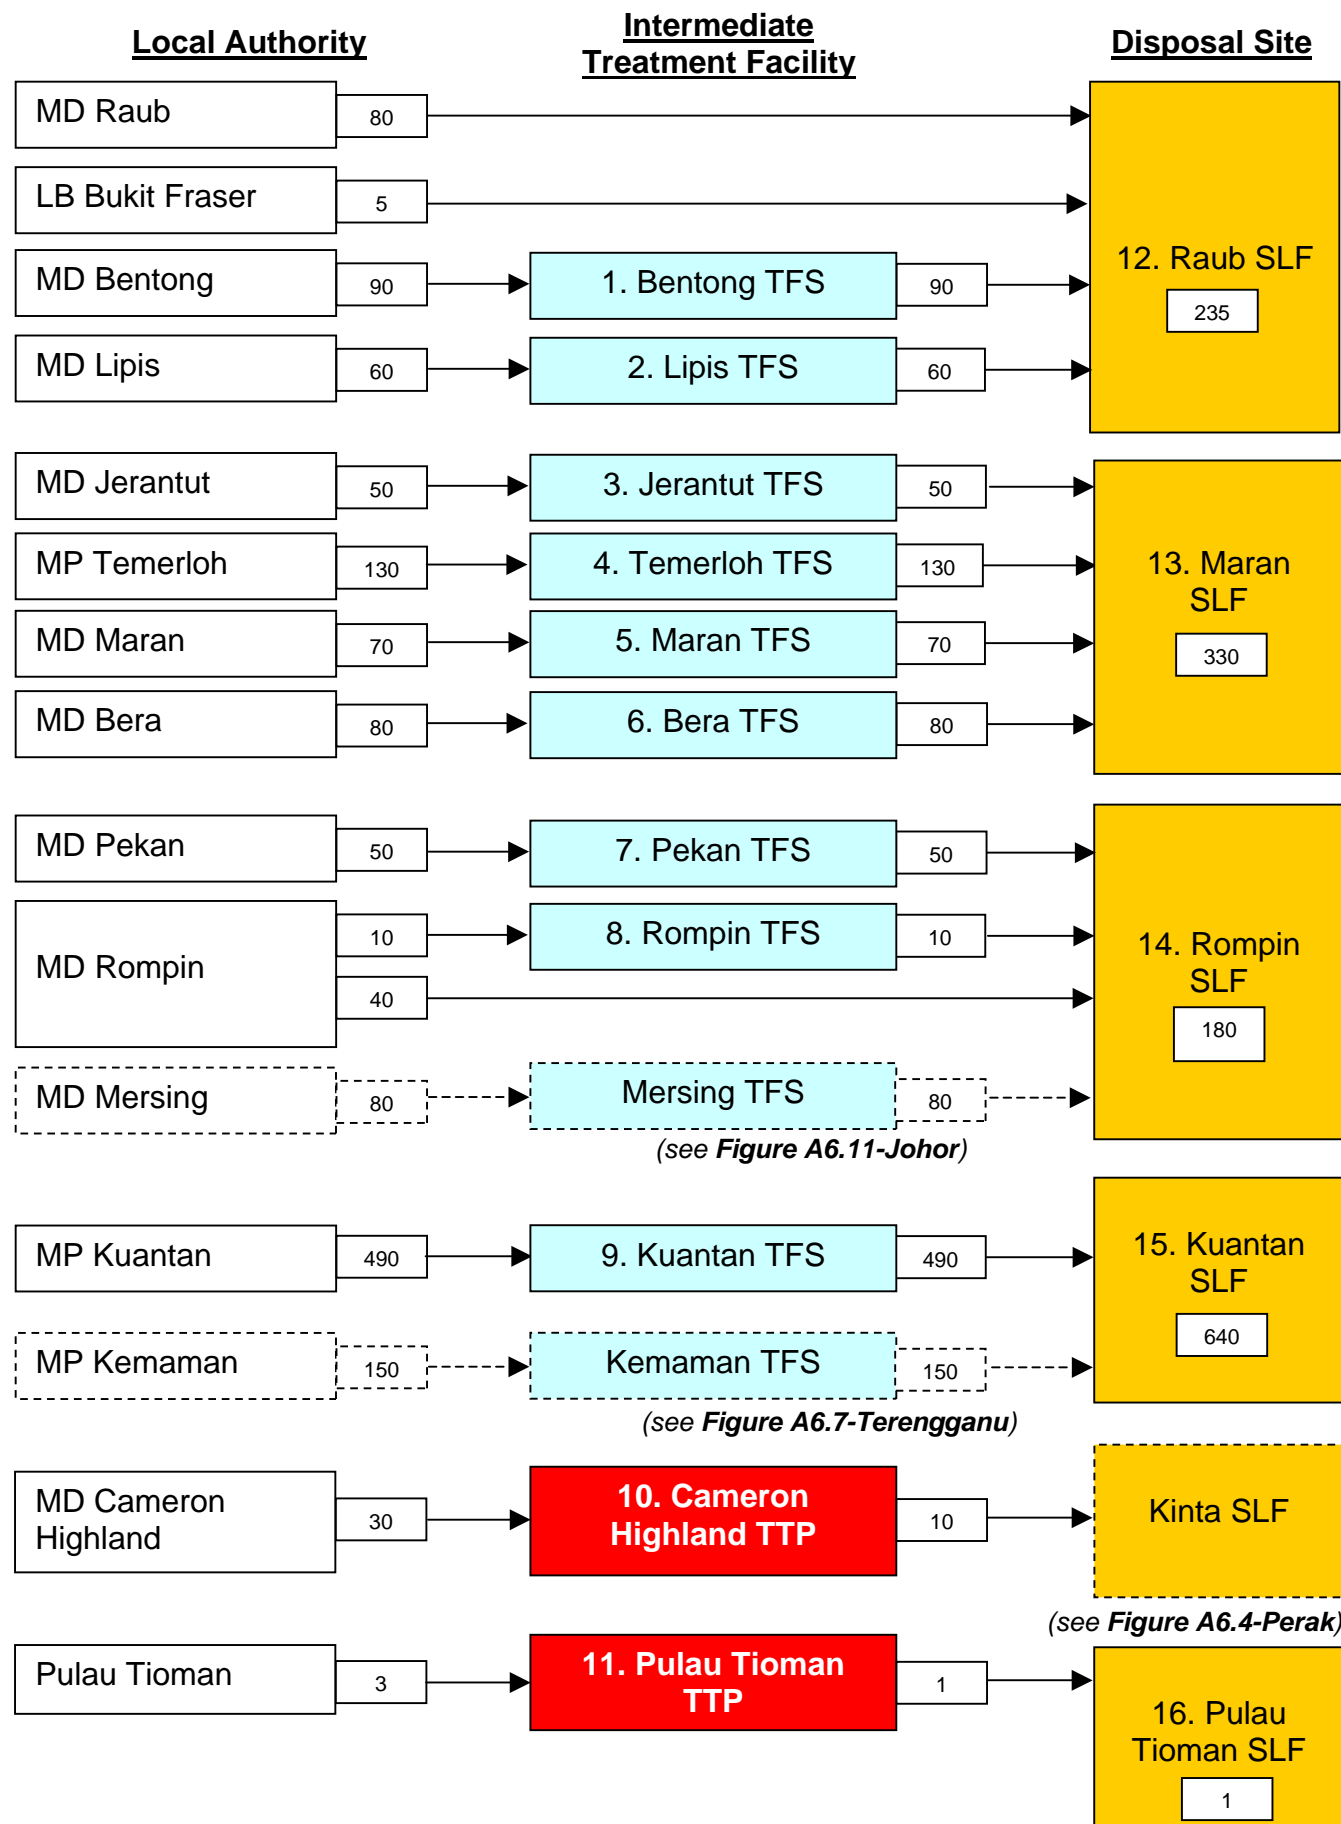 Local Authority
Intermediate
Treatment Facility
Disposal Site
MD Raub
80
LB Bukit Fraser
5
MD Bentong
90
1. Bentong TFS
90
MD Lipis
60
2. Lipis TFS
60
12. Raub SLF
235
MD Jerantut
50
3. Jerantut TFS
50
MP Temerloh
130
4. Temerloh TFS
130
MD Maran
70
5. Maran TFS
70
MD Bera
80
6. Bera TFS
80
13. Maran
SLF
330
MD Pekan
50
7. Pekan TFS
50
MD Rompin
10
8. Rompin TFS
10
40
MD Mersing
80
Mersing TFS
80
(see Figure A6.11-Johor)
14. Rompin
SLF
180
MP Kuantan
490
9. Kuantan TFS
490
MP Kemaman
150
Kemaman TFS
150
(see Figure A6.7-Terengganu)
15. Kuantan
SLF
640
MD Cameron
Highland
30
10. Cameron
Highland TTP
10
Kinta SLF
(see Figure A6.4-Perak)
Pulau Tioman
3
11. Pulau Tioman
TTP
1
16. Pulau
Tioman SLF
1